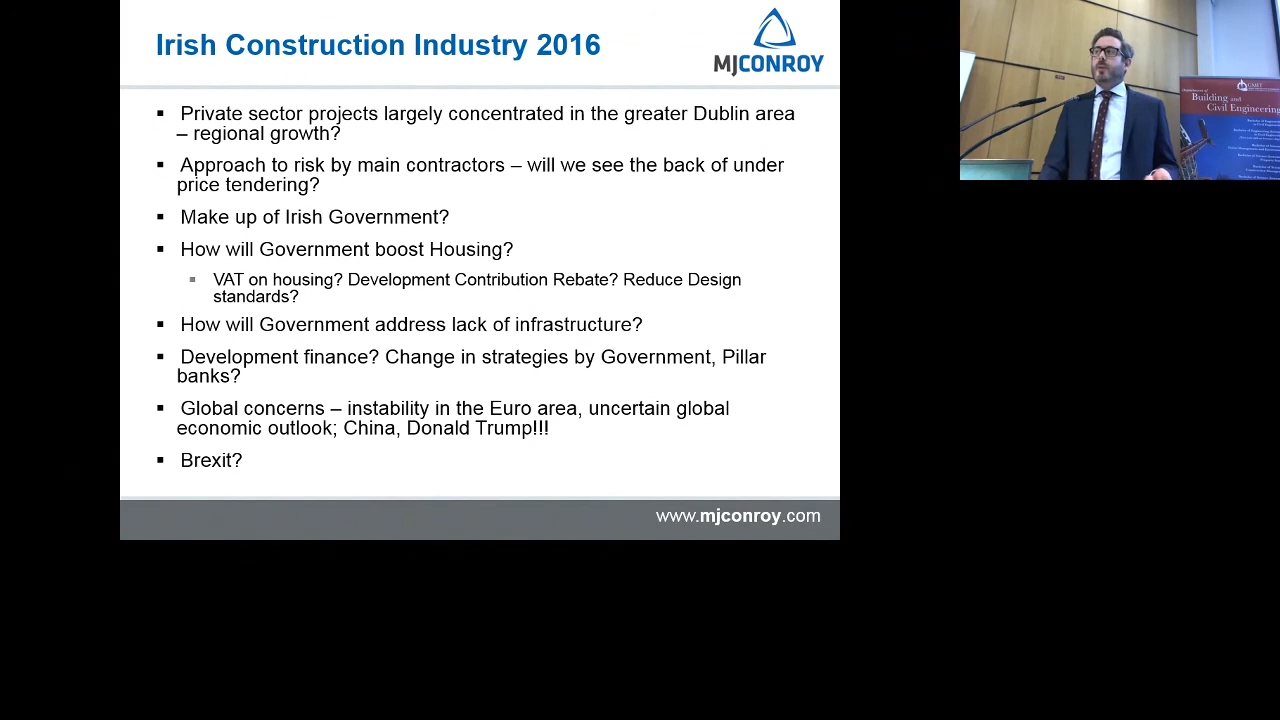 Irish Construction Industry 2016
MJCONROY
▪ Private sector projects largely concentrated in the greater Dublin area
– regional growth?
▪ Approach to risk by main contractors – will we see the back of under
price tendering?
▪ Make up of Irish Government?
▪ How will Government boost Housing?
▪ VAT on housing? Development Contribution Rebate? Reduce Design
standards?
▪ How will Government address lack of infrastructure?
▪ Development finance? Change in strategies by Government, Pillar
banks?
▪ Global concerns – instability in the Euro area, uncertain global
economic outlook; China, Donald Trump!!!
▪ Brexit?
www.mjconroy.com
GMIT
Department of
Building and
Civil Engineering